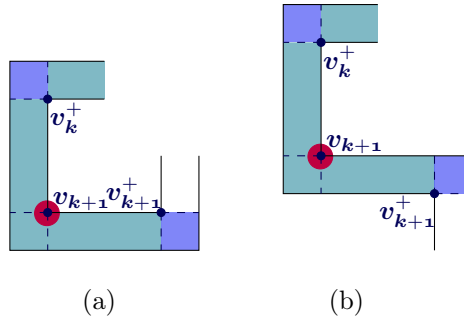 v_k^+
v_{k+1} v_{k+1}^+
(a)
v_k^+
v_{k+1}
v_{k+1}^+
(b)